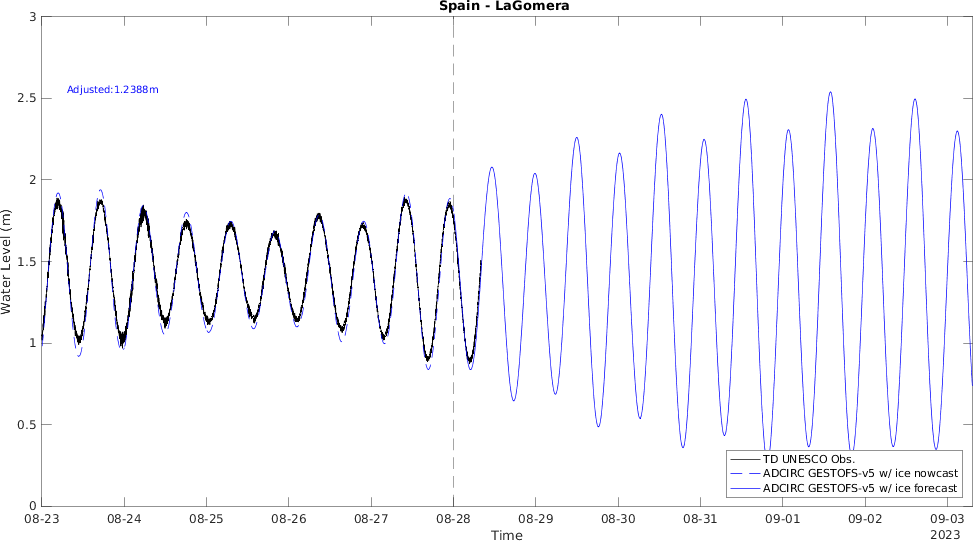 Spain - LaGomera
3
2.5
2
1.5
1
0.5
0
Water Level (m)
Adjusted:1.2388m
TD UNESCO Obs.
ADCIRC GESTOFS-v5 w/ ice nowcast
ADCIRC GESTOFS-v5 w/ ice forecast
08-23 08-24 08-25 08-26 08-27 08-28 08-29 08-30 08-31 09-01 09-02 09-03
2023
Time